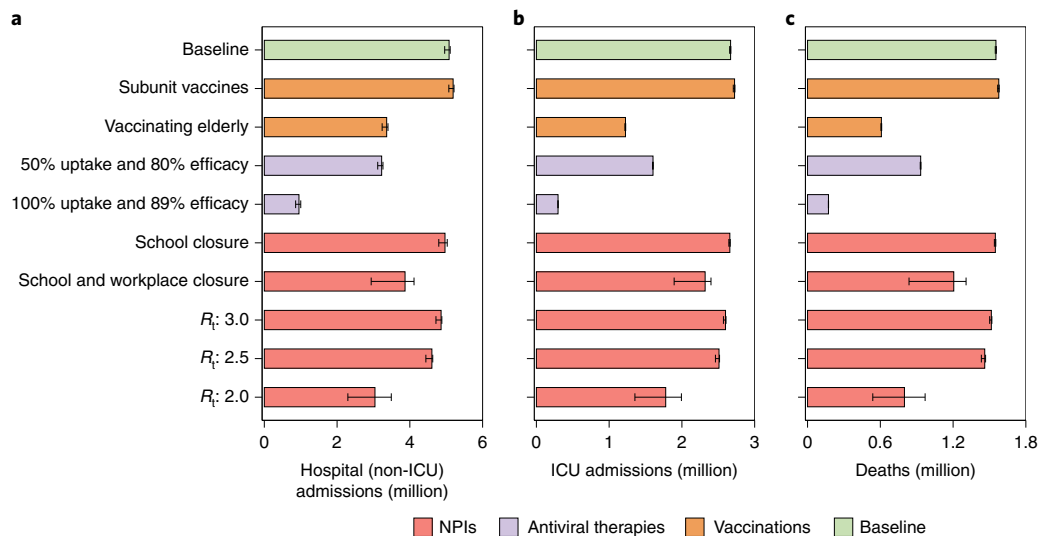 a
b
c
Baseline
Subunit vaccines
Vaccinating elderly
50% uptake and 80% efficacy
100% uptake and 89% efficacy
School closure
School and workplace closure
Rt: 3.0
Rt: 2.5
Rt: 2.0
0 2 4 6
Hospital (non-ICU)
admissions (million)
0 1 2 3
ICU admissions (million)
0 0.6 1.2 1.8
Deaths (million)
NPIs Antiviral therapies Vaccinations Baseline